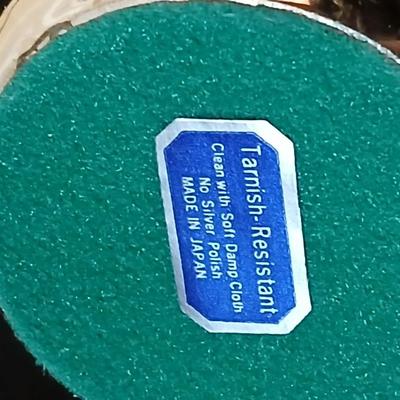 Tarnish-Resistant
Clean with Soft Damp Cloth
No Silver Polish
MADE IN JAPAN